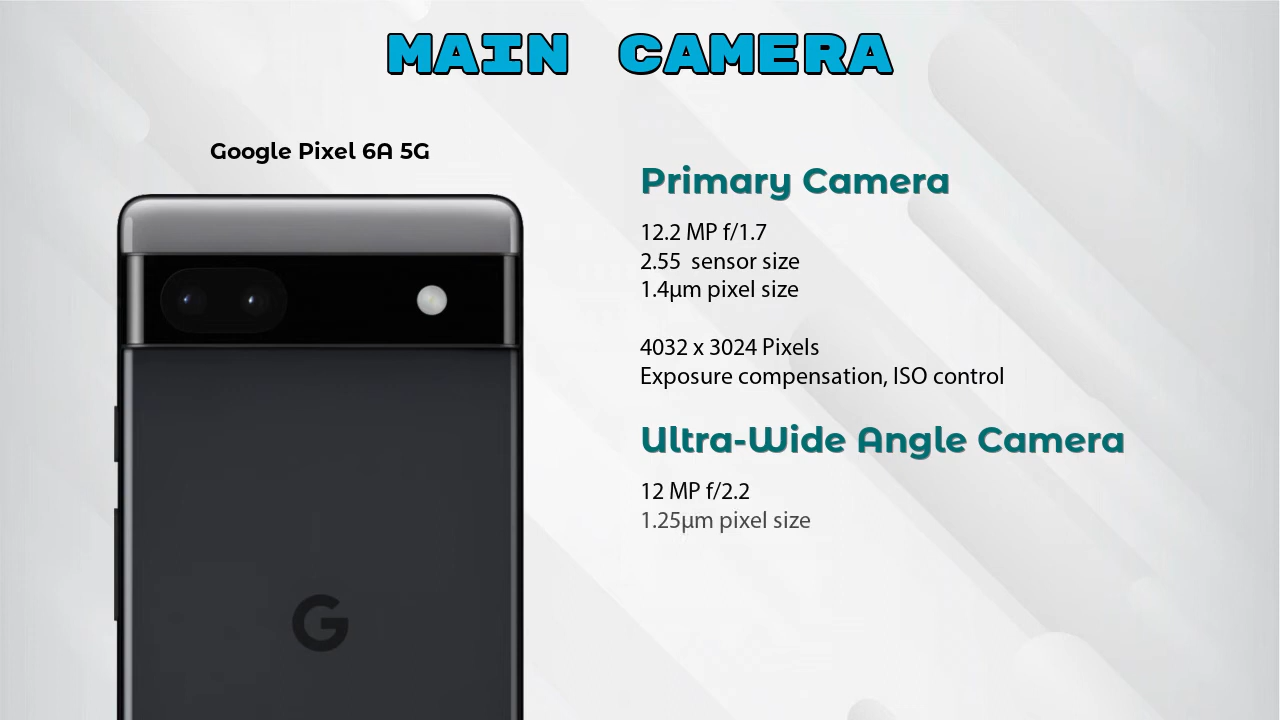 MAIN CAMERA
Google Pixel 6A 5G
Primary Camera
12.2 MP f/1.7
2.55 sensor size
1.4µm pixel size
4032 x 3024 Pixels
Exposure compensation, ISO control
Ultra-Wide Angle Camera
12 MP f/2.2
1.25µm pixel size
G